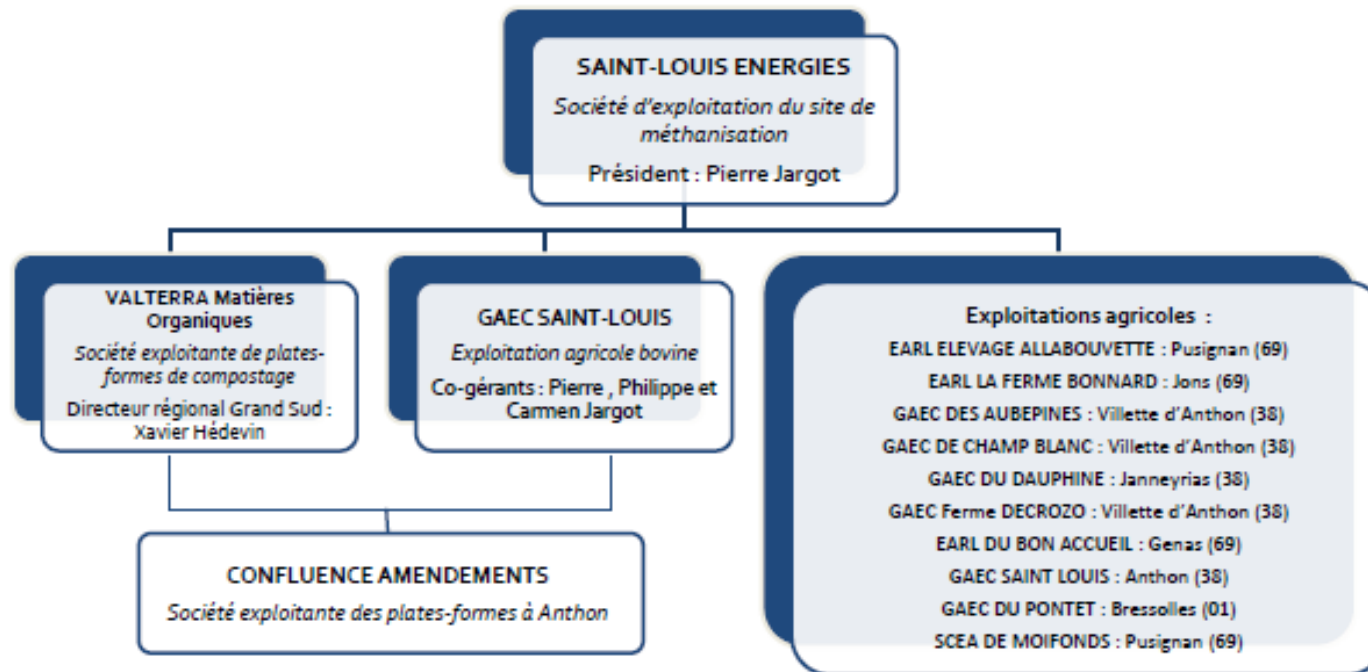 SAINT-LOUIS ENERGIES
Société d'exploitation du site de
méthanisation
Président : Pierre Jargot
VALTERRA Matières
Organiques
Société exploitante de plates-
formes de compostage
Directeur régional Grand Sud :
Xavier Hédevin
GAEC SAINT-LOUIS
Exploitation agricole bovine
Co-gérants : Pierre , Philippe et
Carmen Jargot
Exploitations agricoles :
EARL ELEVAGE ALLABOUVETTE : Pusignan (69)
EARL LA FERME BONNARD : Jons (69)
GAEC DES AUBEPINES : Villette d'Anthon (38)
GAEC DE CHAMP BLANC : Villette d'Anthon (38)
GAEC DU DAUPHINE : Janneyrias (38)
GAEC Ferme DECROZO : Villette d'Anthon (38)
EARL DU BON ACCUEIL : Genas (69)
GAEC SAINT LOUIS : Anthon (38)
GAEC DU PONTET : Bressolles (01)
SCEA DE MOIFONDS : Pusignan (69)
CONFLUENCE AMENDEMENTS
Société exploitante des plates-formes à Anthon